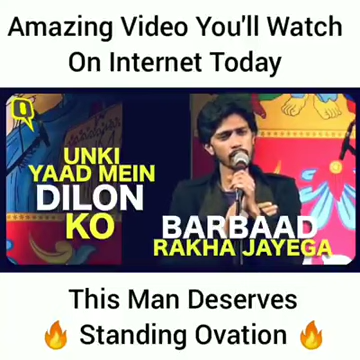 Amazing Video You'll Watch
On Internet Today
Q
UNKI
YAAD MEIN
DILON
KO
BARBAAD
RAKHA JAYEGA
This Man Deserves
🔥 Standing Ovation 🔥